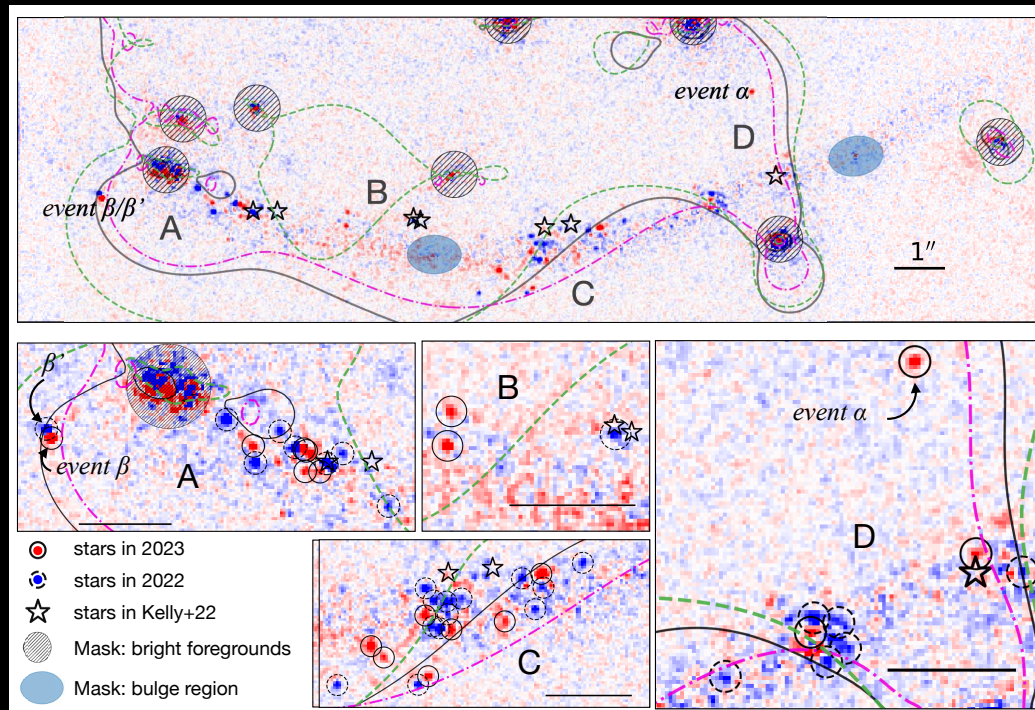 event α
D
B
event β/β’
A
1″
C
β’
event β
A
B
event α
D
C
stars in 2023
stars in 2022
stars in Kelly+22
Mask: bright foregrounds
Mask: bulge region